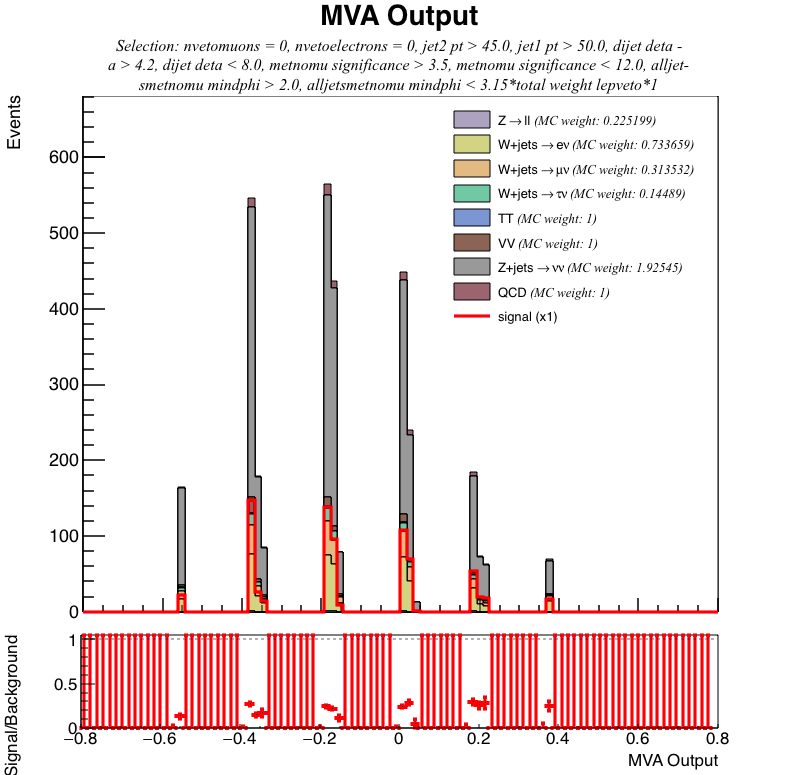 MVA Output
Selection: nvetomuons = 0, nvetoelectrons = 0, jet2 pt > 45.0, jet1 pt > 50.0, dijet deta -
a > 4.2, dijet deta < 8.0, metnomu significance > 3.5, metnomu significance < 12.0, alljet-
smetnomu mindphi > 2.0, alljetsmetnomu mindphi < 3.15*total weight lepveto*1
Events
600
500
400
300
200
100
0
Z→ll (MC weight: 0.225199)
W+jets→eν (MC weight: 0.733659)
W+jets→μν (MC weight: 0.313532)
W+jets→τν (MC weight: 0.14489)
TT (MC weight: 1)
VV (MC weight: 1)
Z+jets→νν (MC weight: 1.92545)
QCD (MC weight: 1)
signal (x1)
Signal/Background
1
0.5
0
−0.8 −0.6 −0.4 −0.2 0 0.2 0.4 0.6 0.8
MVA Output